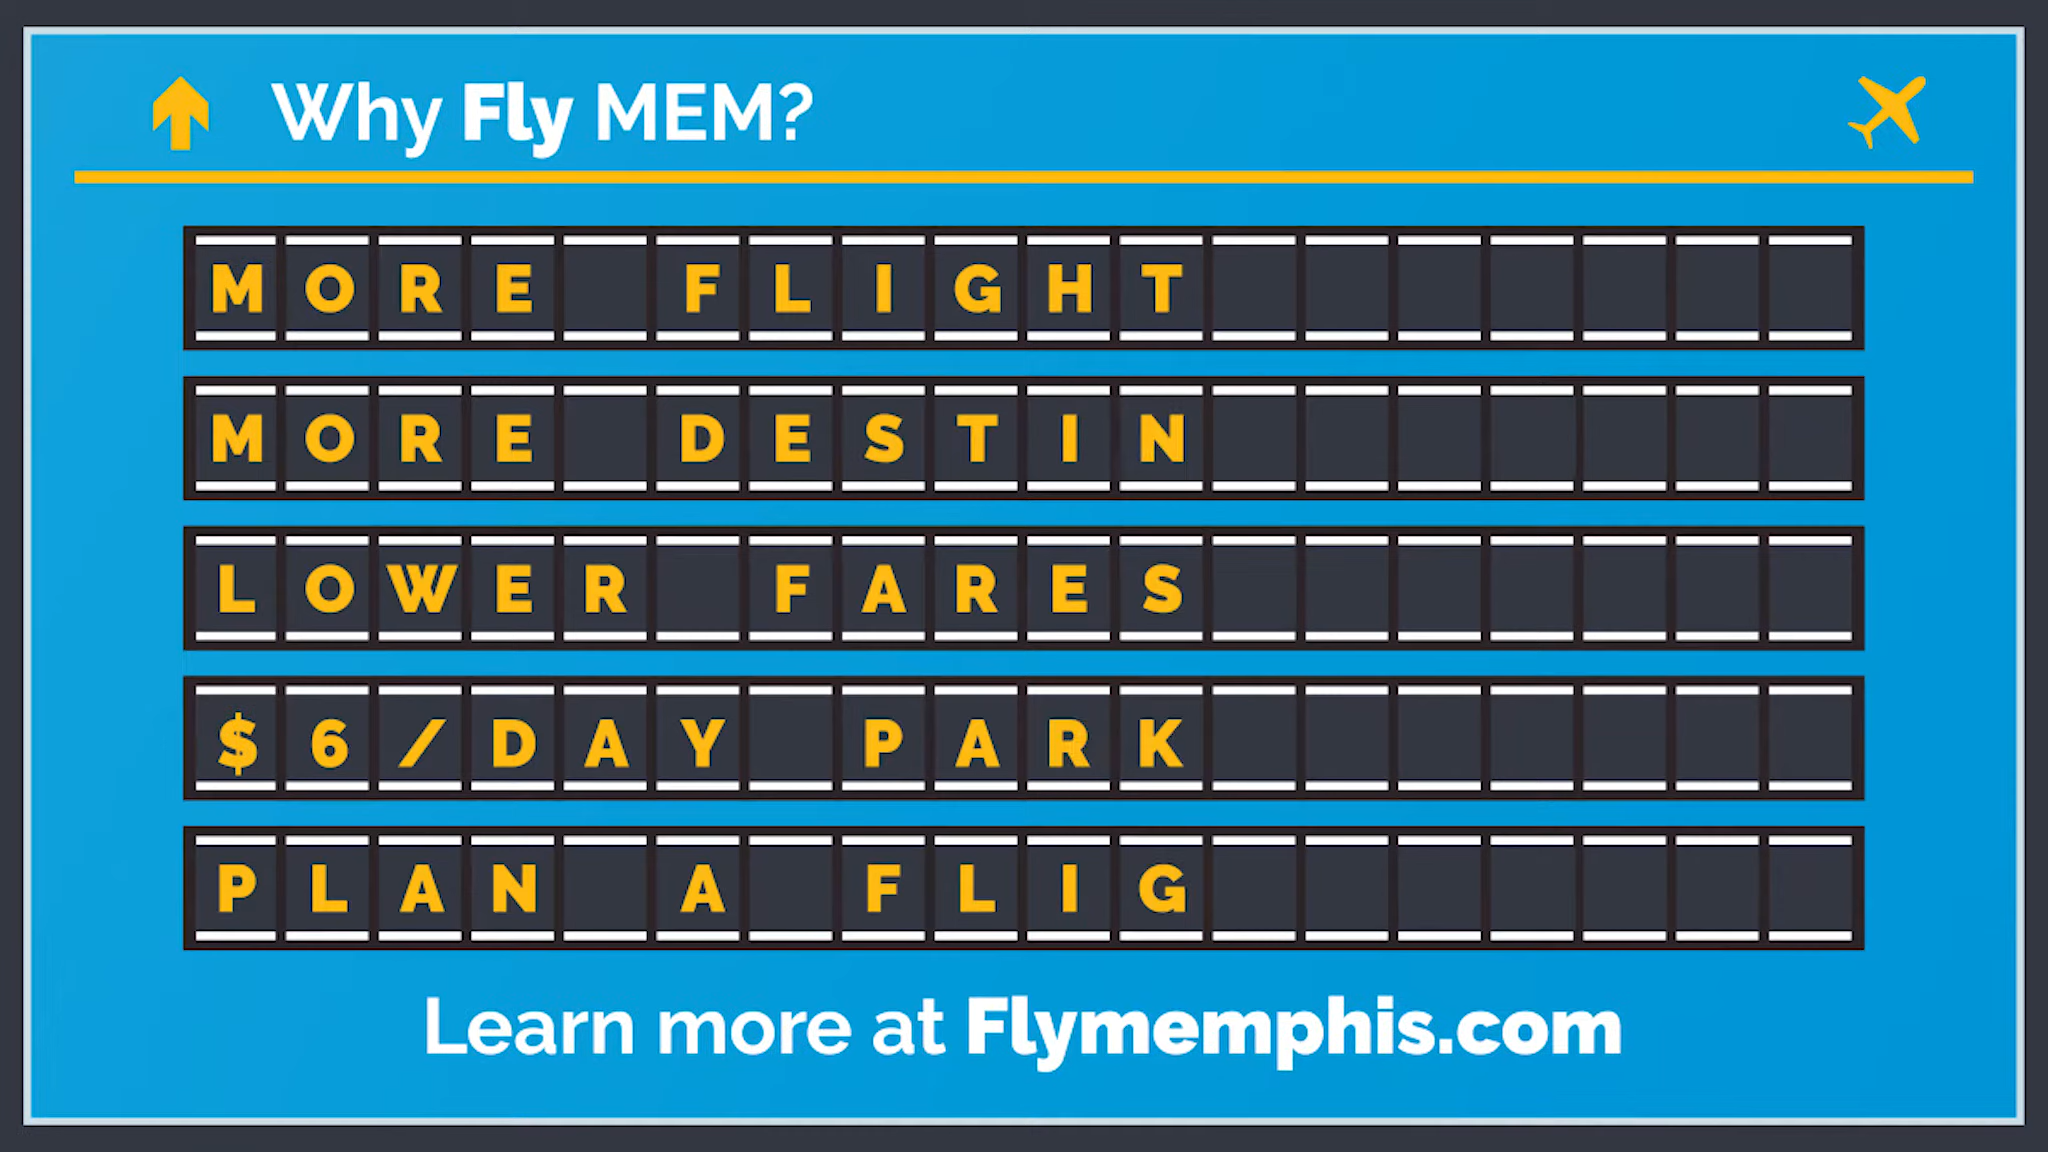 Why Fly MEM?
MORE FLIGHT
MORE DESTIN
LOWER FARES
$6/DAY PARK
PLAN A FLIG
Learn more at Flymemphis.com